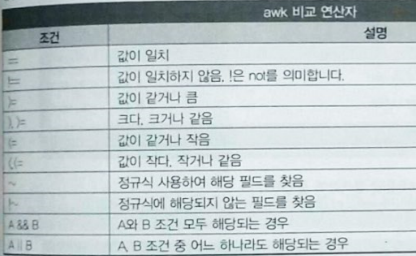 awk 비교 연산자
조건 설명
== 값이 일치
!= 값이 일치하지 않음, !은 not를 의미합니다.
>= 값이 같거나 큼
>, >= 크다, 크거나 같음
<= 값이 같거나 작음
<, <= 값이 작다, 작거나 같음
~ 정규식 사용하여 해당 필드를 찾음
!~ 정규식에 해당되지 않는 필드를 찾음
A && B A와 B 조건 모두 해당되는 경우
A || B A, B 조건 중 어느 하나라도 해당되는 경우